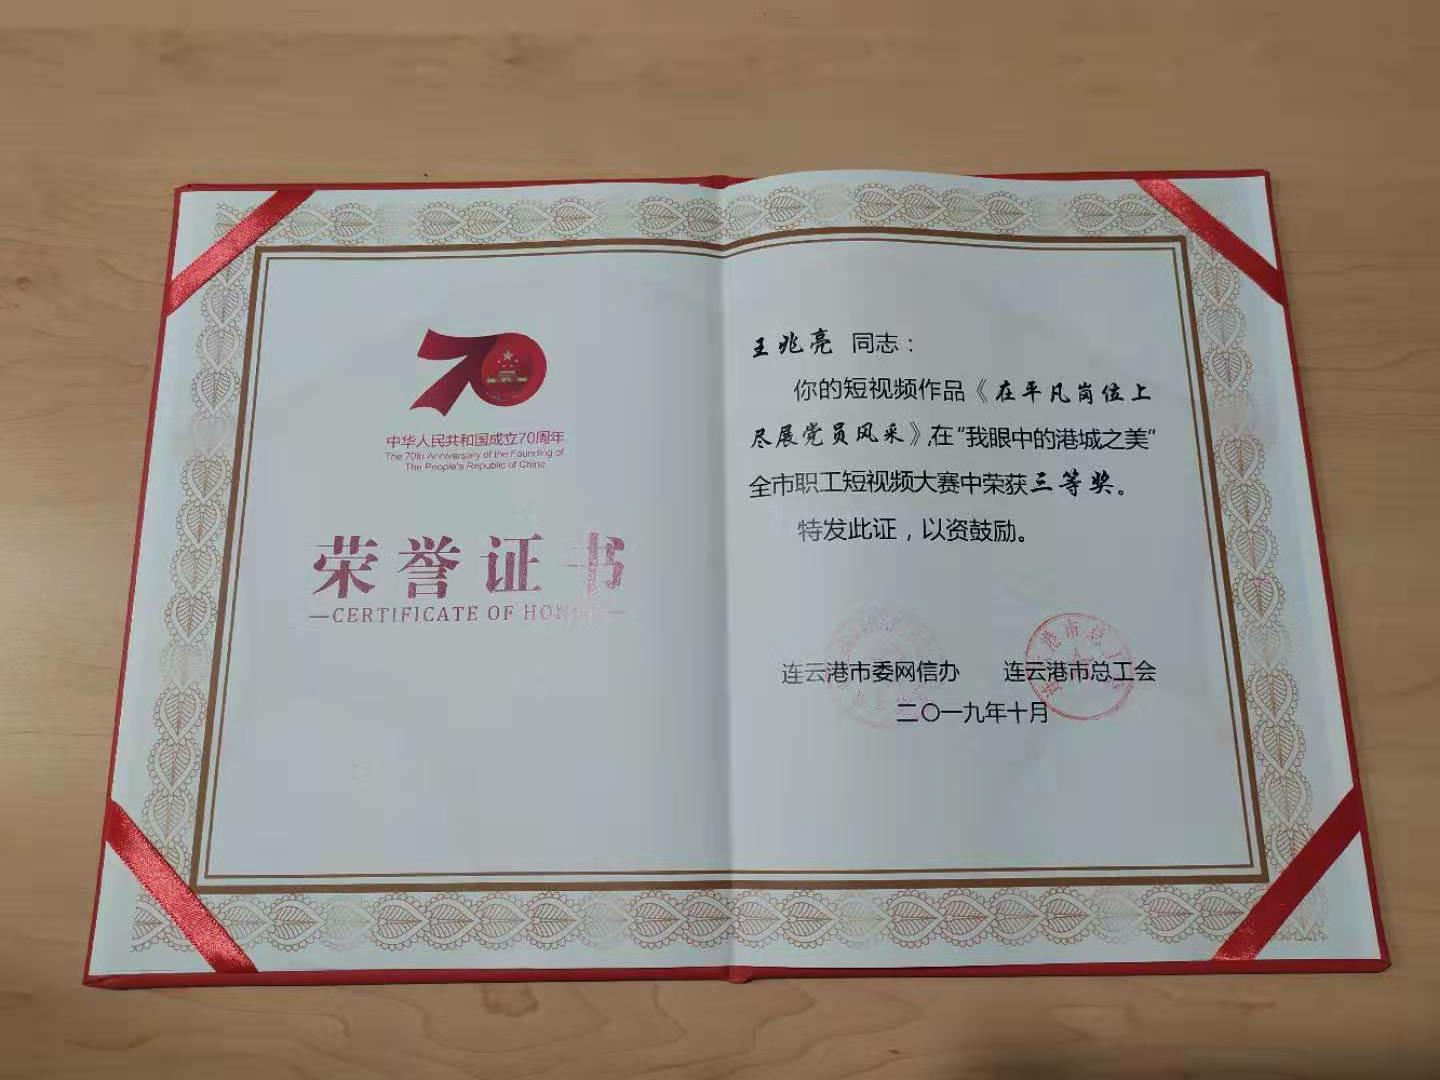 70
中华人民共和国成立70周年
The 70th Anniversary of the Founding of
The People's Republic of China
荣誉证书
—CERTIFICATE OF HONOR—
王兆亮 同志：
你的短视频作品《在平凡岗位上
尽展党员风采》,在“我眼中的港城之美”
全市职工短视频大赛中荣获三等奖。
特发此证，以资鼓励。
连云港市委网信办 连云港市总工会
二〇一九年十月